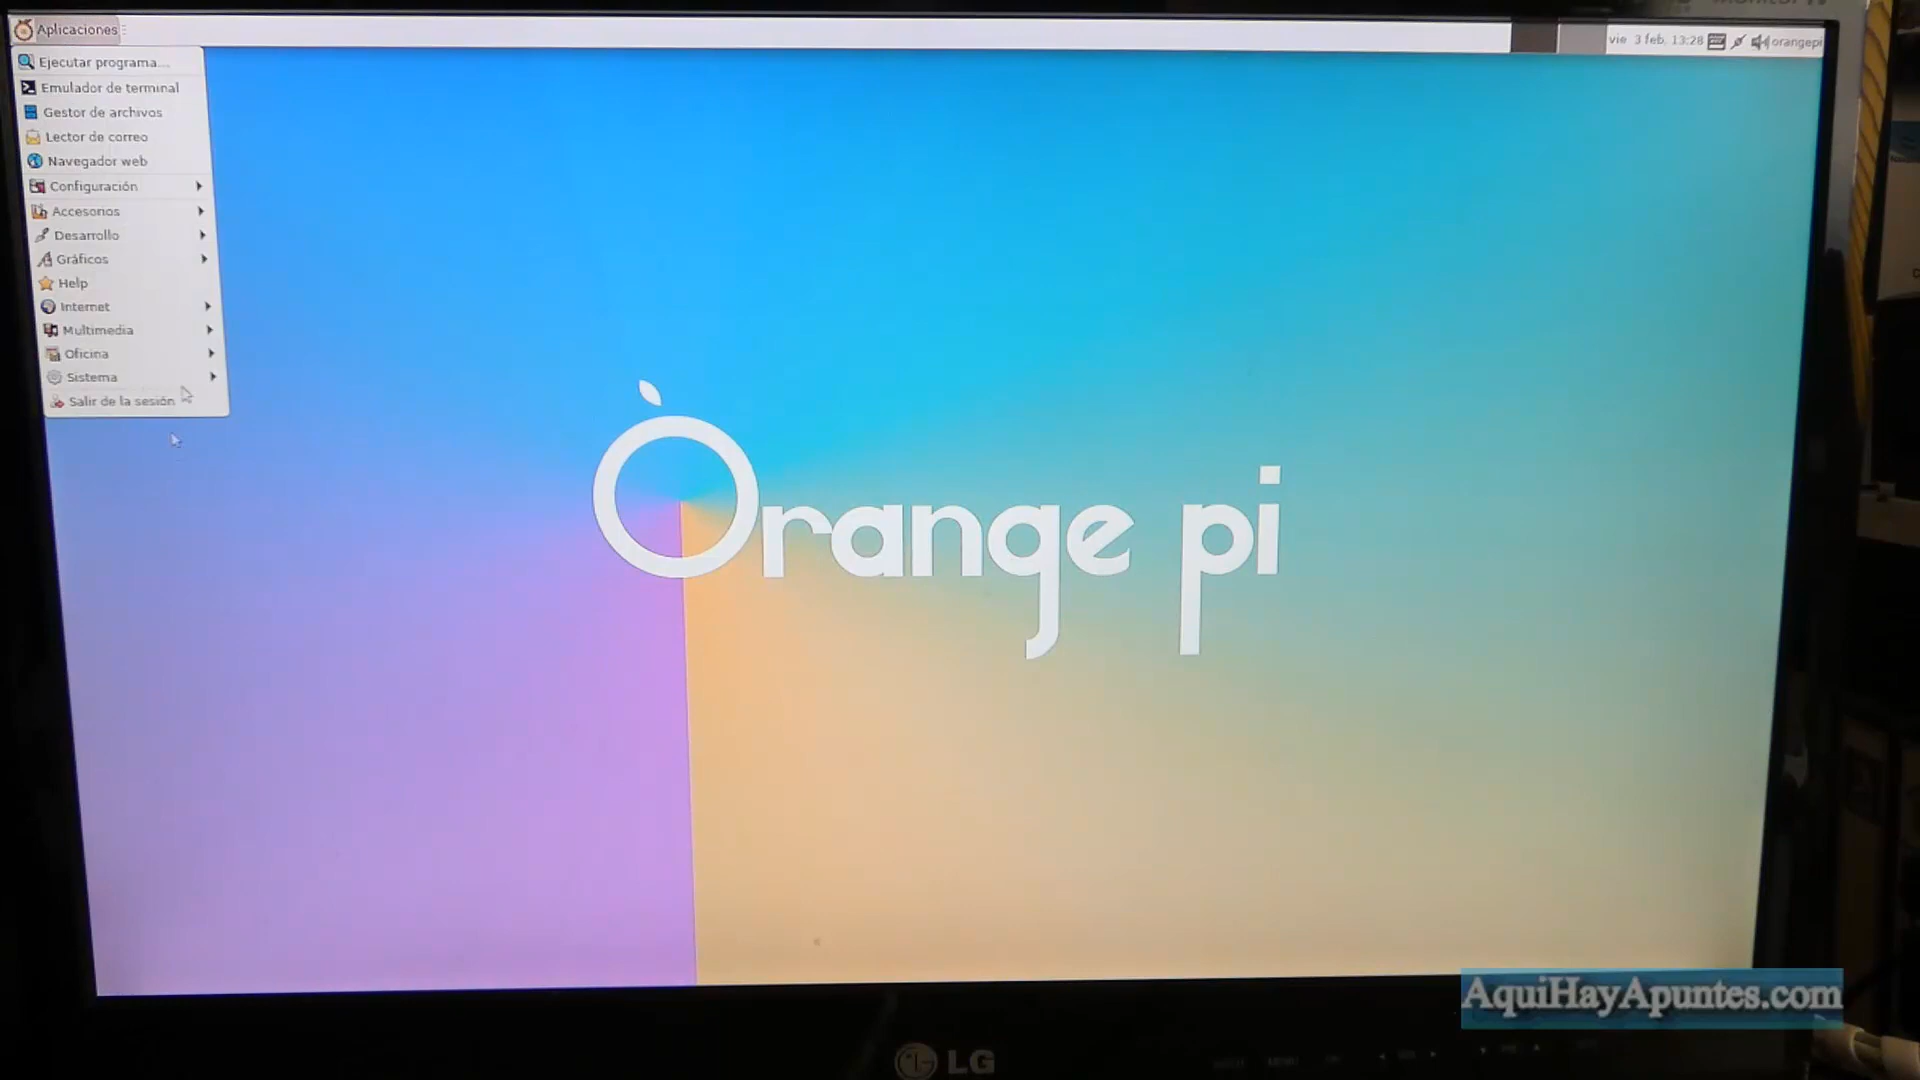 Aplicaciones
vie 3 feb, 13:28
orangepi
Ejecutar programa...
Emulador de terminal
Gestor de archivos
Lector de correo
Navegador web
Configuración
Accesorios
Desarrollo
Gráficos
Help
Internet
Multimedia
Oficina
Sistema
Salir de la sesión
Orange pi
AquiHayApuntes.com
LG